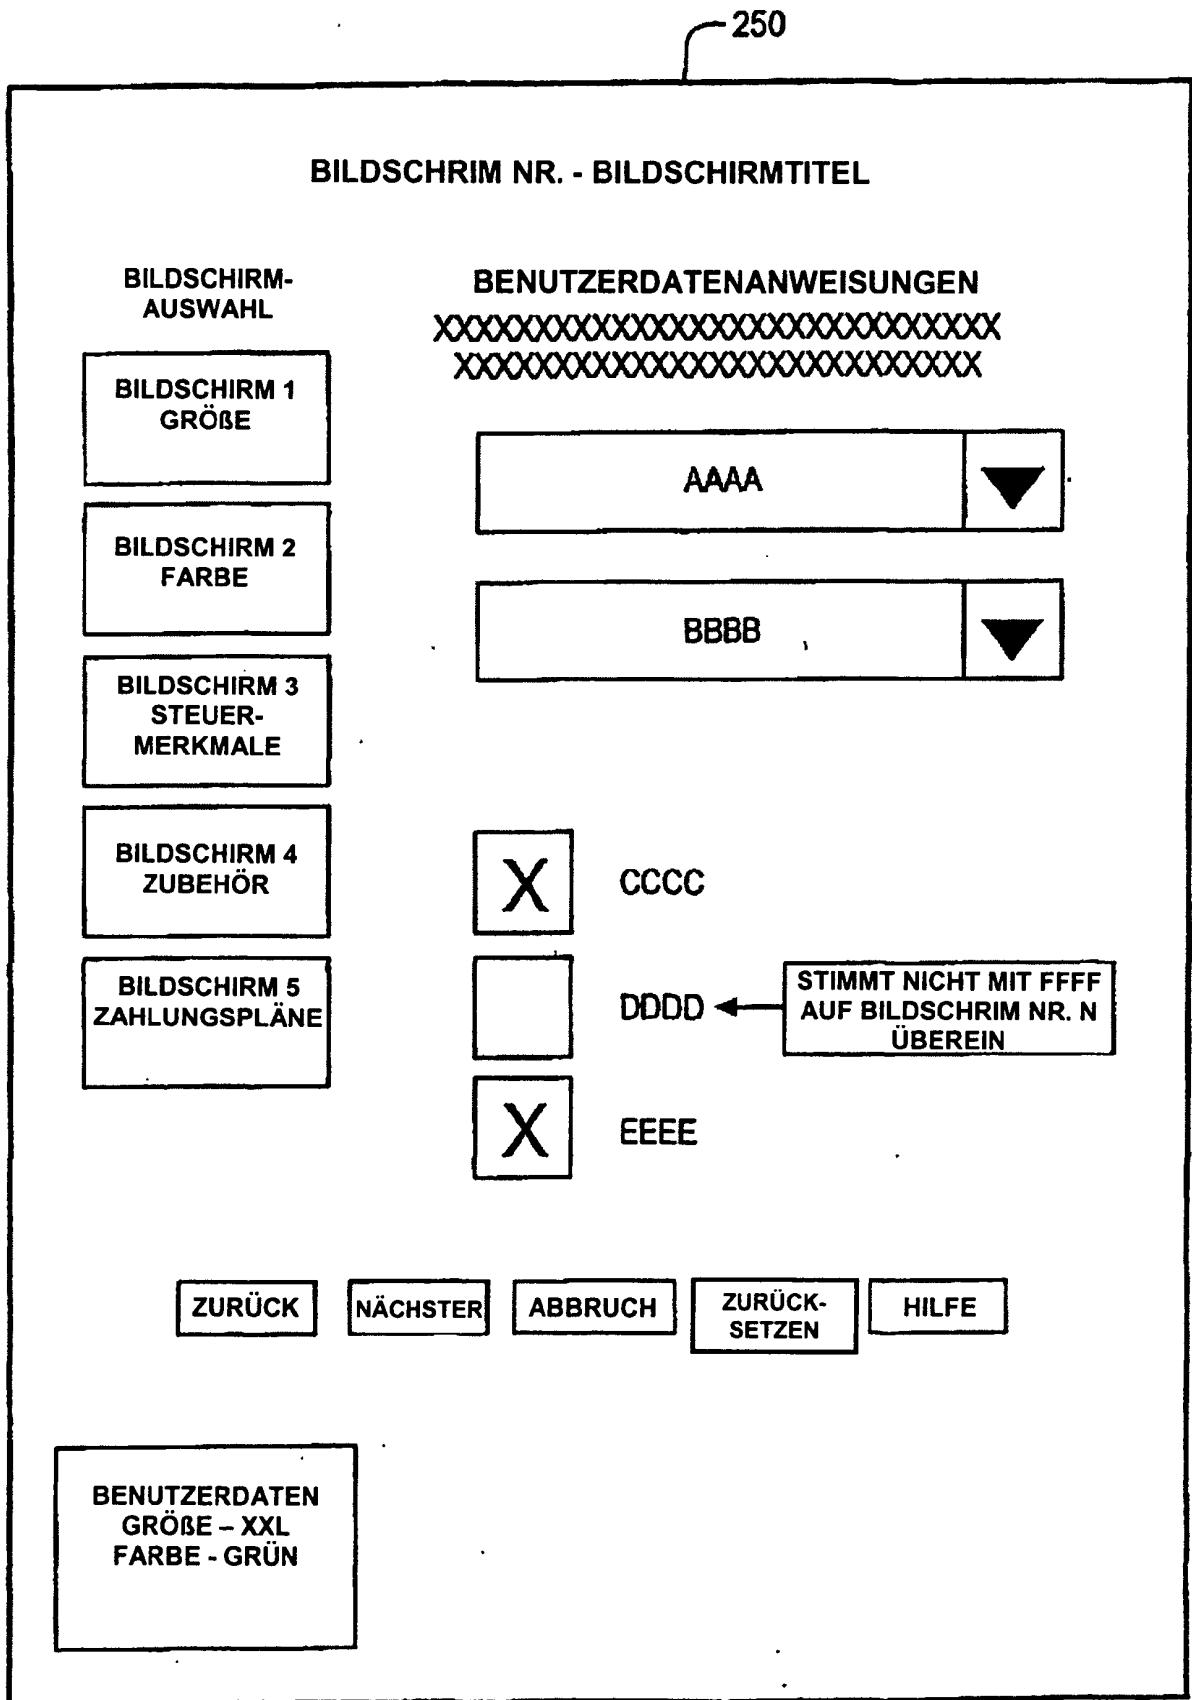 250
BILDSCHRIM NR. - BILDSCHIRMTITEL
BILDSCHIRM-
AUSWAHL
BILDSCHIRM 1
GRÖßE
BILDSCHIRM 2
FARBE
BILDSCHIRM 3
STEUER-
MERKMALE
BILDSCHIRM 4
ZUBEHÖR
BILDSCHIRM 5
ZAHLUNGSPLÄNE
BENUTZERDATENANWEISUNGEN
XXXXXXXXXXXXXXXXXXXXXXXXXXXXX
XXXXXXXXXXXXXXXXXXXXXXXXXXX
AAAA
BBBB
X CCCC
DDDD
STIMMT NICHT MIT FFFF
AUF BILDSCHRIM NR. N
ÜBEREIN
X EEEE
ZURÜCK
NÄCHSTER
ABBRUCH
ZURÜCK-
SETZEN
HILFE
BENUTZERDATEN
GRÖßE – XXL
FARBE - GRÜN